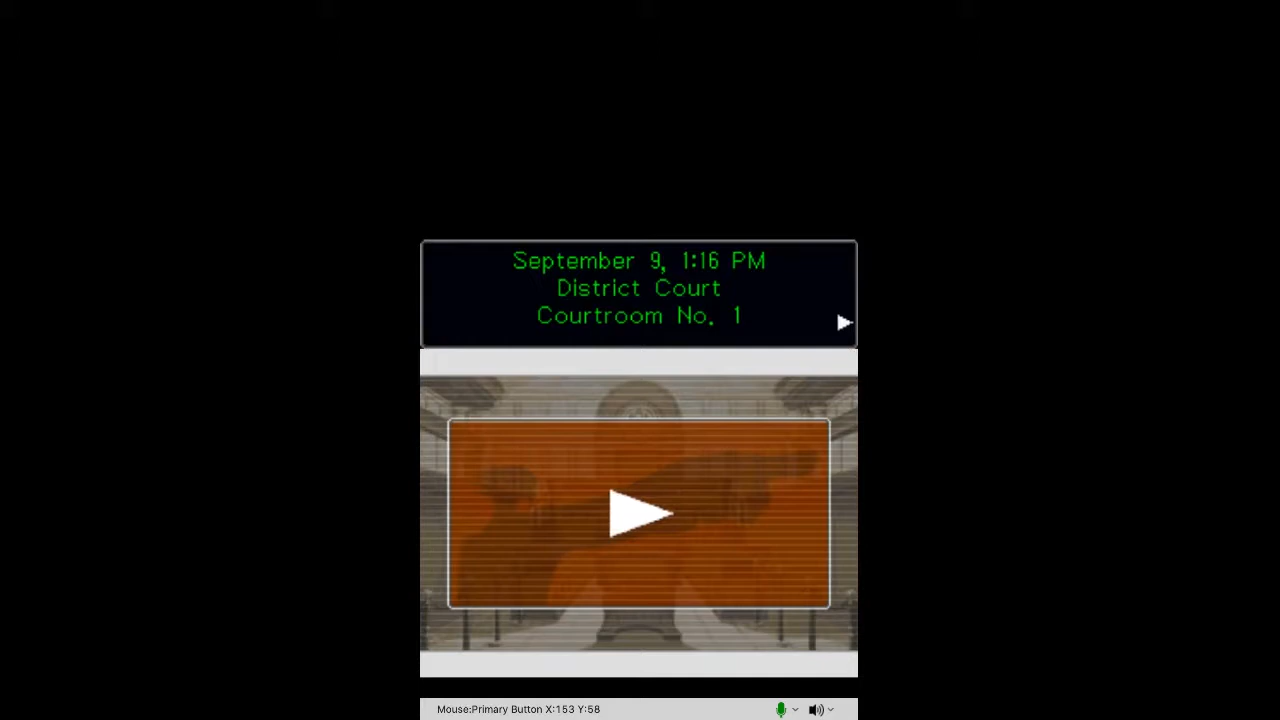 September 9, 1:16 PM
District Court
Courtroom No. 1
Mouse:Primary Button X:153 Y:58